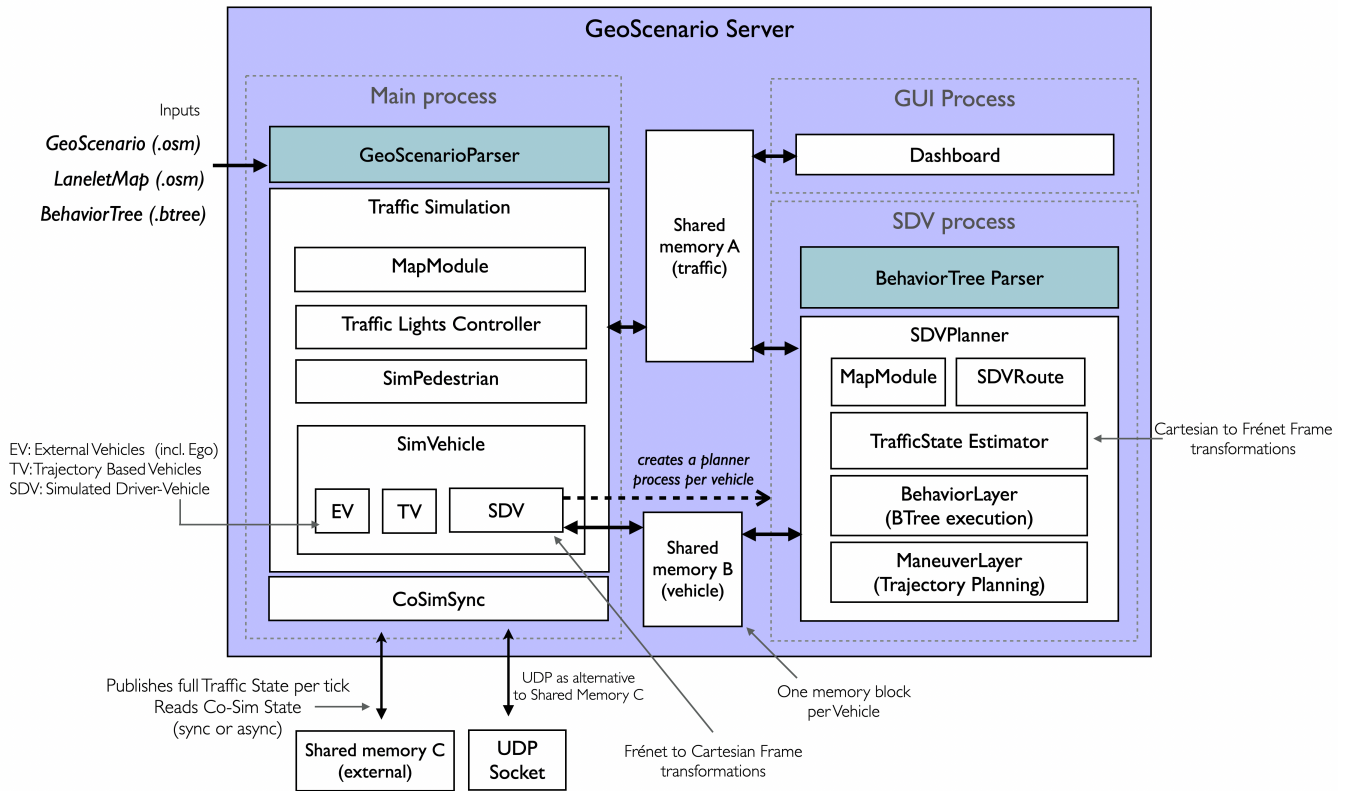 GeoScenario Server
Inputs
GeoScenario (.osm)
LaneletMap (.osm)
BehaviorTree (.btree)
Main process
GeoScenarioParser
Traffic Simulation
MapModule
Traffic Lights Controller
SimPedestrian
SimVehicle
EV
TV
SDV
CoSimSync
EV: External Vehicles (incl. Ego)
TV: Trajectory Based Vehicles
SDV: Simulated Driver-Vehicle
Shared
memory A
(traffic)
creates a planner
process per vehicle
Shared
memory B
(vehicle)
GUI Process
Dashboard
SDV process
BehaviorTree Parser
SDVPlanner
MapModule
SDVRoute
TrafficState Estimator
BehaviorLayer
(BTree execution)
ManeuverLayer
(Trajectory Planning)
Cartesian to Frénet Frame
transformations
Publishes full Traffic State per tick
Reads Co-Sim State
(sync or async)
UDP as alternative
to Shared Memory C
Shared memory C
(external)
UDP
Socket
Frénet to Cartesian Frame
transformations
One memory block
per Vehicle